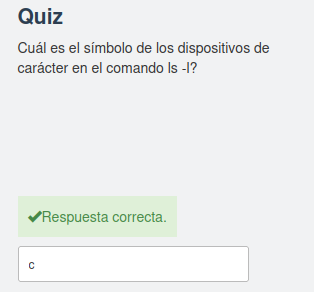 Quiz
Cuál es el símbolo de los dispositivos de
carácter en el comando ls -l?
Respuesta correcta.
c